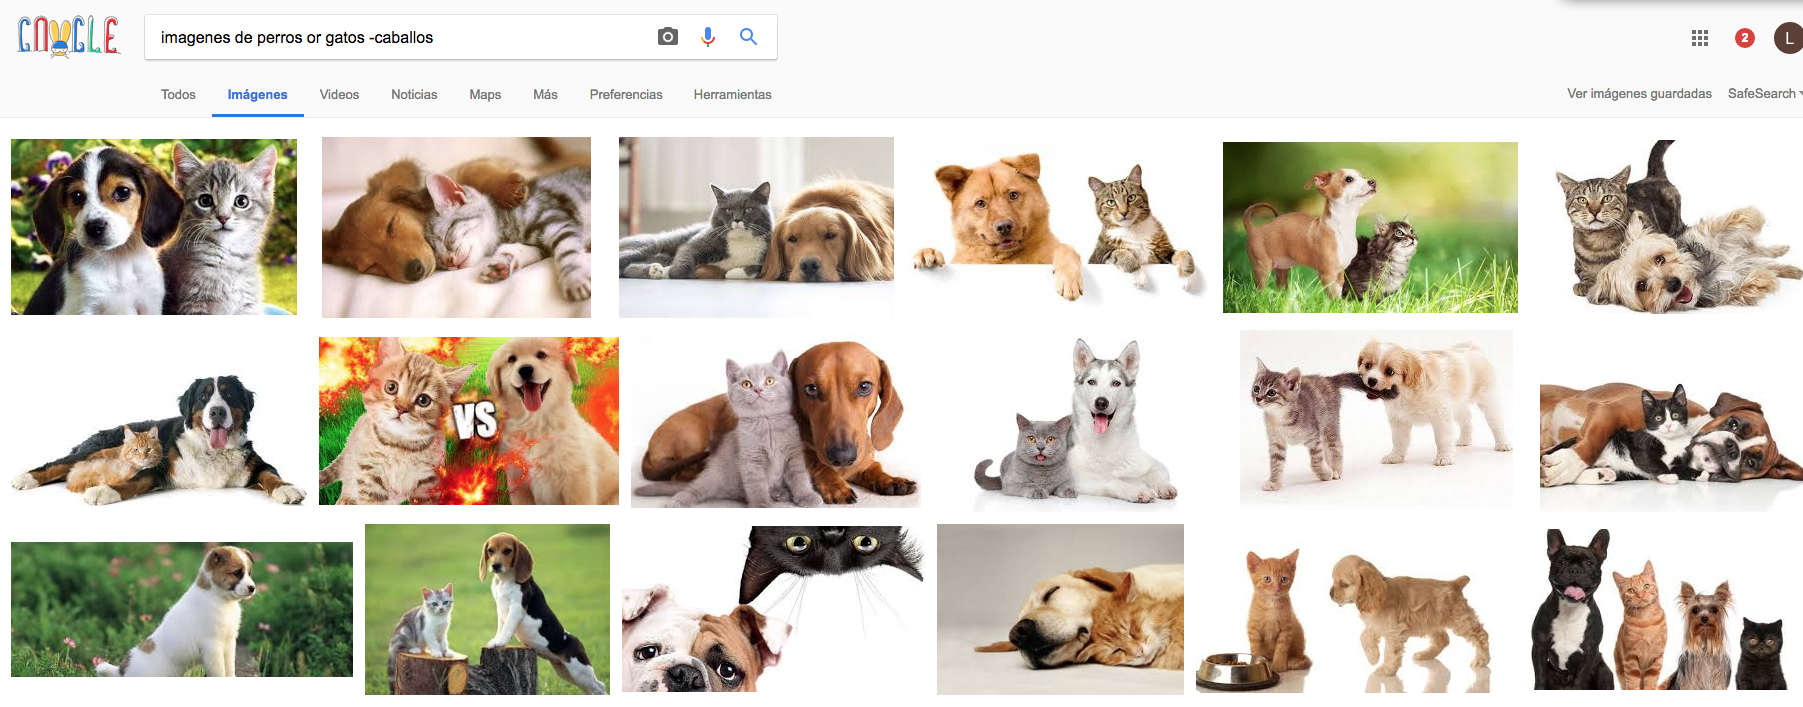 GOOGLE
imagenes de perros or gatos -caballos
2
L
Todos Imágenes Videos Noticias Maps Más Preferencias Herramientas
Ver imágenes guardadas SafeSearch
VS